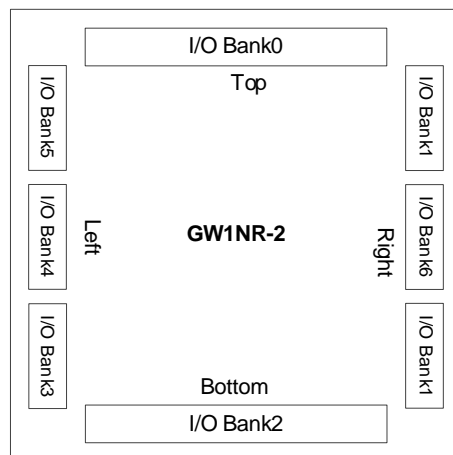 I/O Bank0
Top
I/O Bank5
I/O Bank1
I/O Bank4
Left
GW1NR-2
Right
I/O Bank6
I/O Bank3
I/O Bank1
Bottom
I/O Bank2